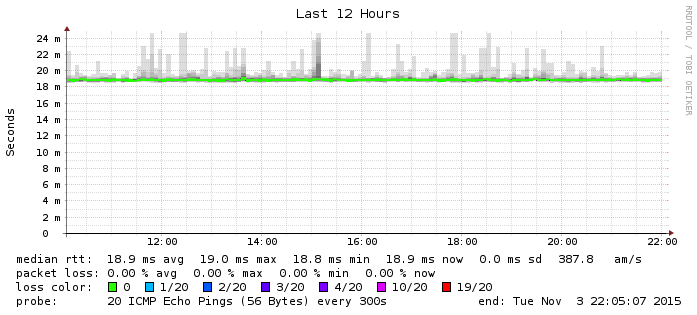 Last 12 Hours
RRDTOOL / TOBI OETIKER
Seconds
24 m
22 m
20 m
18 m
16 m
14 m
12 m
10 m
8 m
6 m
4 m
2 m
0
12:00 14:00 16:00 18:00 20:00 22:00
median rtt: 18.9 ms avg 19.0 ms max 18.8 ms min 18.9 ms now 0.0 ms sd 387.8 am/s
packet loss: 0.00 % avg 0.00 % max 0.00 % min 0.00 % now
loss color: 0 1/20 2/20 3/20 4/20 10/20 19/20
probe: 20 ICMP Echo Pings (56 Bytes) every 300s end: Tue Nov 3 22:05:07 2015